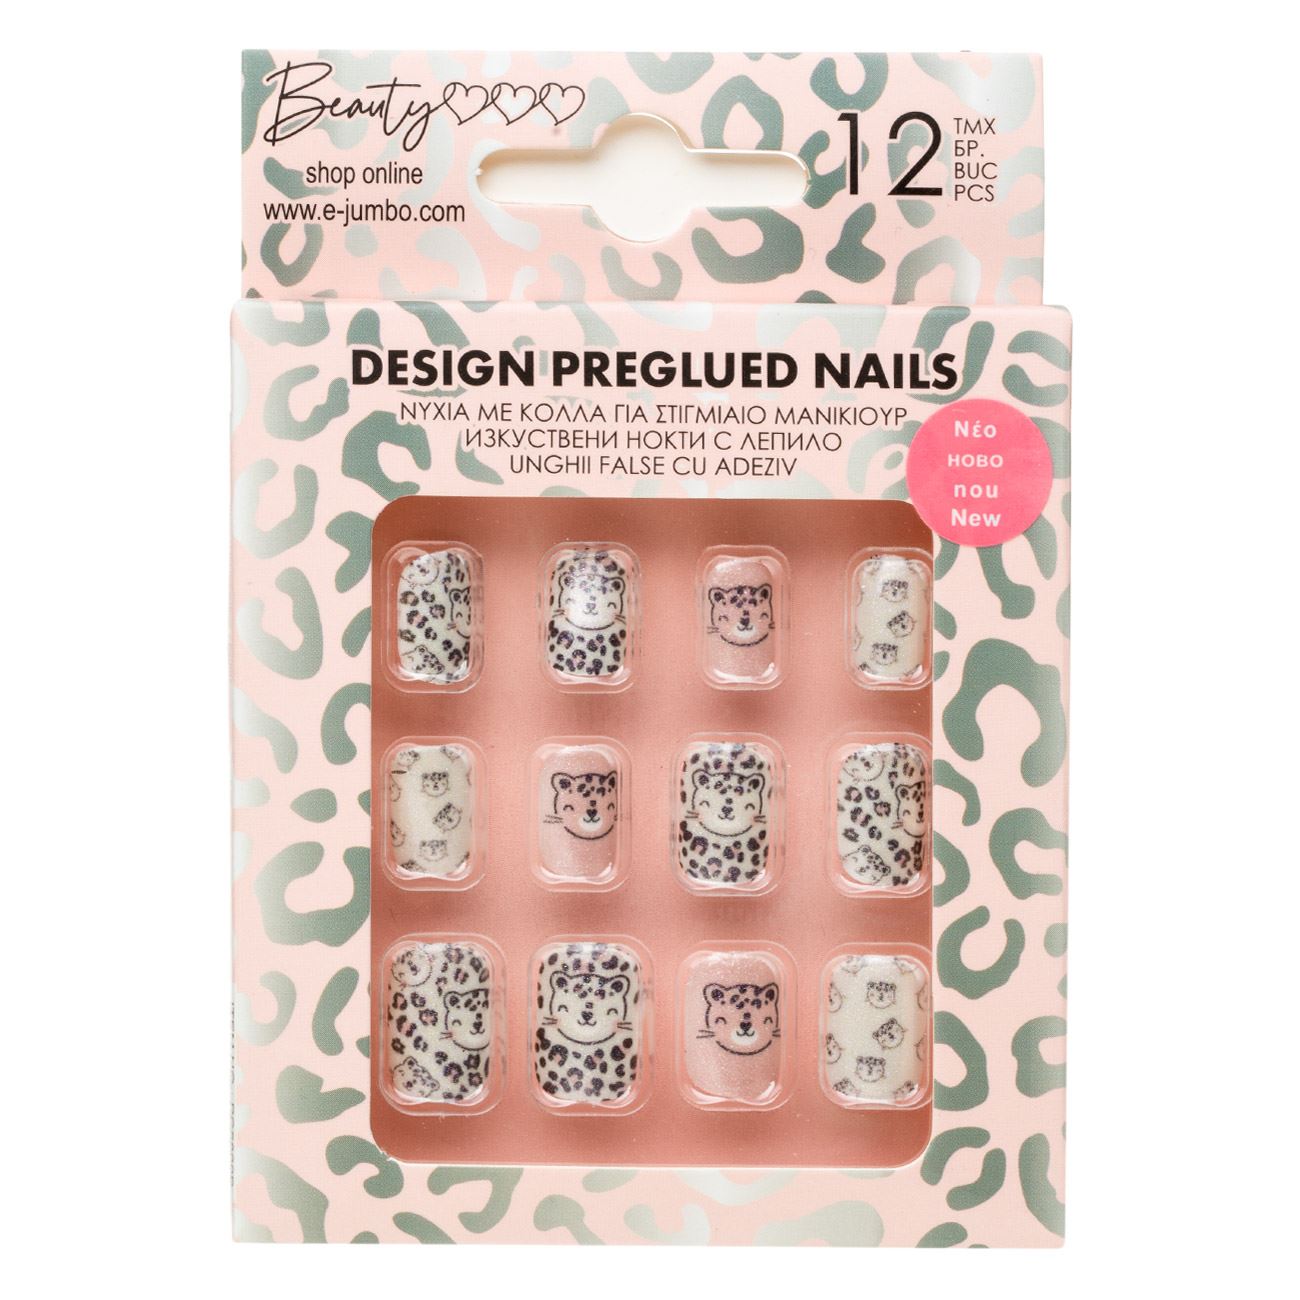 Beauty
shop online
www.e-jumbo.com
12
ΤΜΧ
БР.
BUC
PCS
DESIGN PREGLUED NAILS
ΝΥΧΙΑ ΜΕ ΚΟΛΛΑ ΓΙΑ ΣΤΙΓΜΙΑΙΟ ΜΑΝΙΚΙΟΥΡ
ИЗКУСТВЕНИ НОКТИ С ЛЕПИЛО
UNGHII FALSE CU ADEZIV
Νέο
НОВО
nou
New